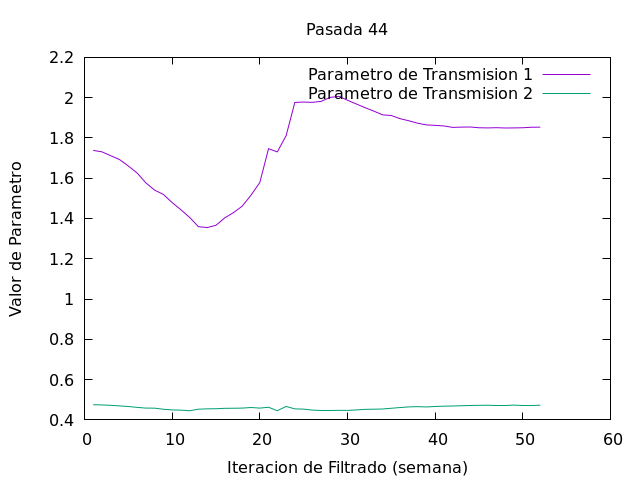 Pasada 44
2.2
2
1.8
1.6
1.4
1.2
1
0.8
0.6
0.4
0 10 20 30 40 50 60
Valor de Parametro
Iteracion de Filtrado (semana)
Parametro de Transmision 1
Parametro de Transmision 2